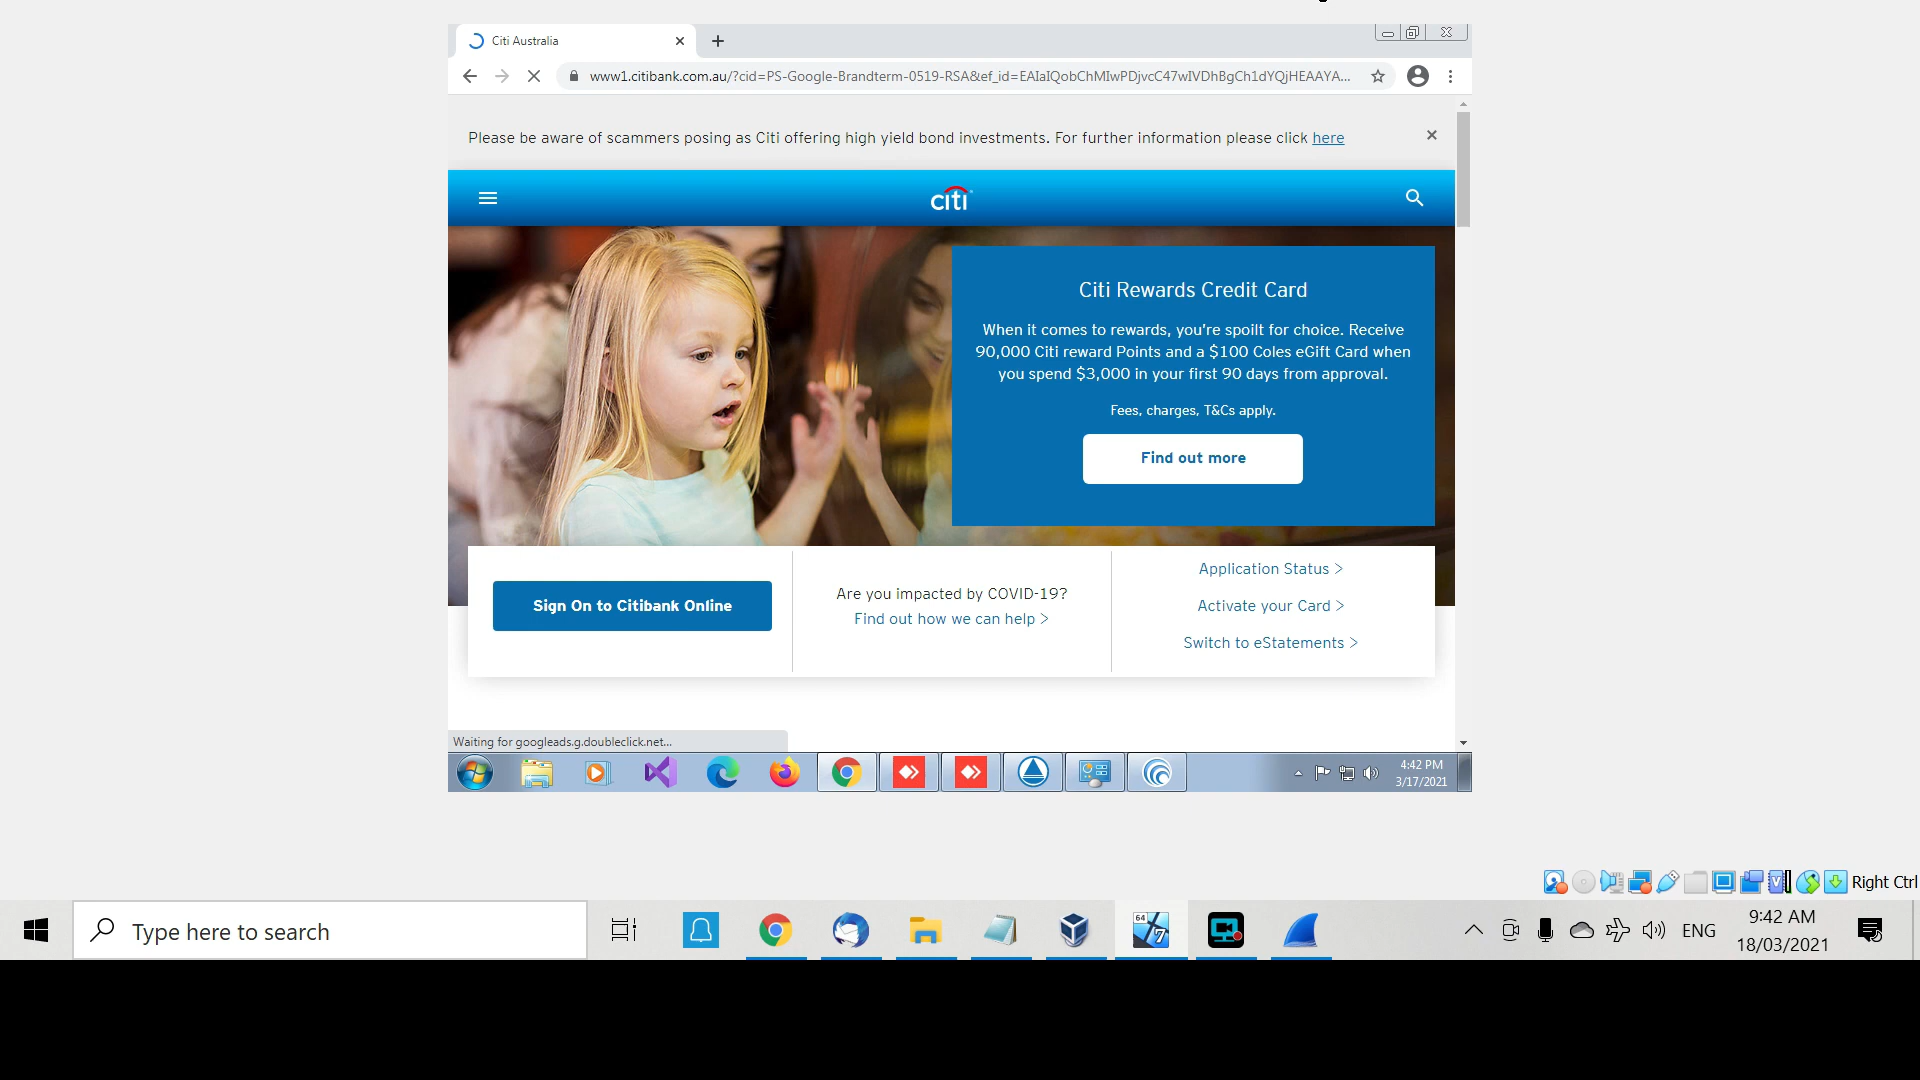 Citi Australia
www1.citibank.com.au/?cid=PS-Google-Brandterm-0519-RSA&ef_id=EAIaIQobChMIwPDjvcC47wIVDhBgCh1dYQjHEAAYA...
Please be aware of scammers posing as Citi offering high yield bond investments. For further information please click here
citi
Citi Rewards Credit Card
When it comes to rewards, you're spoilt for choice. Receive
90,000 Citi reward Points and a $100 Coles eGift Card when
you spend $3,000 in your first 90 days from approval.
Fees, charges, T&Cs apply.
Find out more
Sign On to Citibank Online
Are you impacted by COVID-19?
Find out how we can help >
Application Status >
Activate your Card >
Switch to eStatements >
Waiting for googleads.g.doubleclick.net...
4:42 PM
3/17/2021
Right Ctrl
Type here to search
64
7
ENG
9:42 AM
18/03/2021